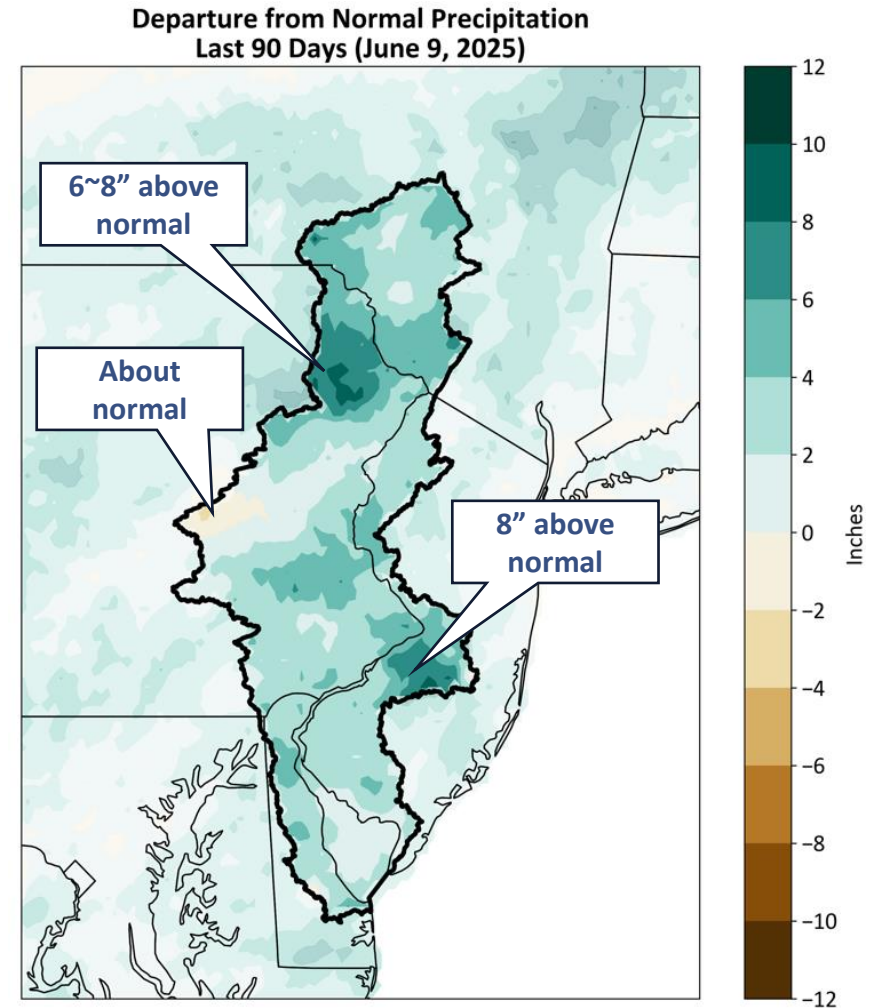 Departure from Normal Precipitation
Last 90 Days (June 9, 2025)
6~8” above
normal
About
normal
8” above
normal
12
10
8
6
4
2
0
−2
−4
−6
−8
−10
−12
Inches